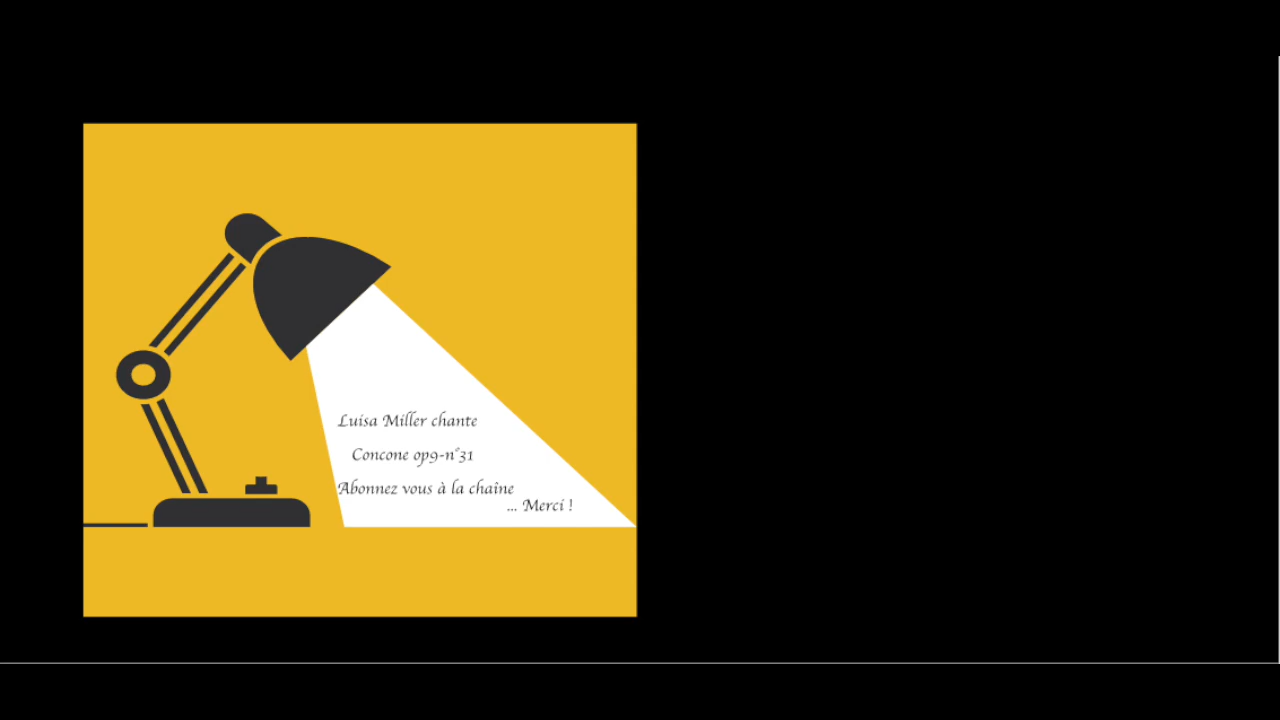 Luisa Miller chante
Concone op9-n°31
Abonnez vous à la chaîne
... Merci !